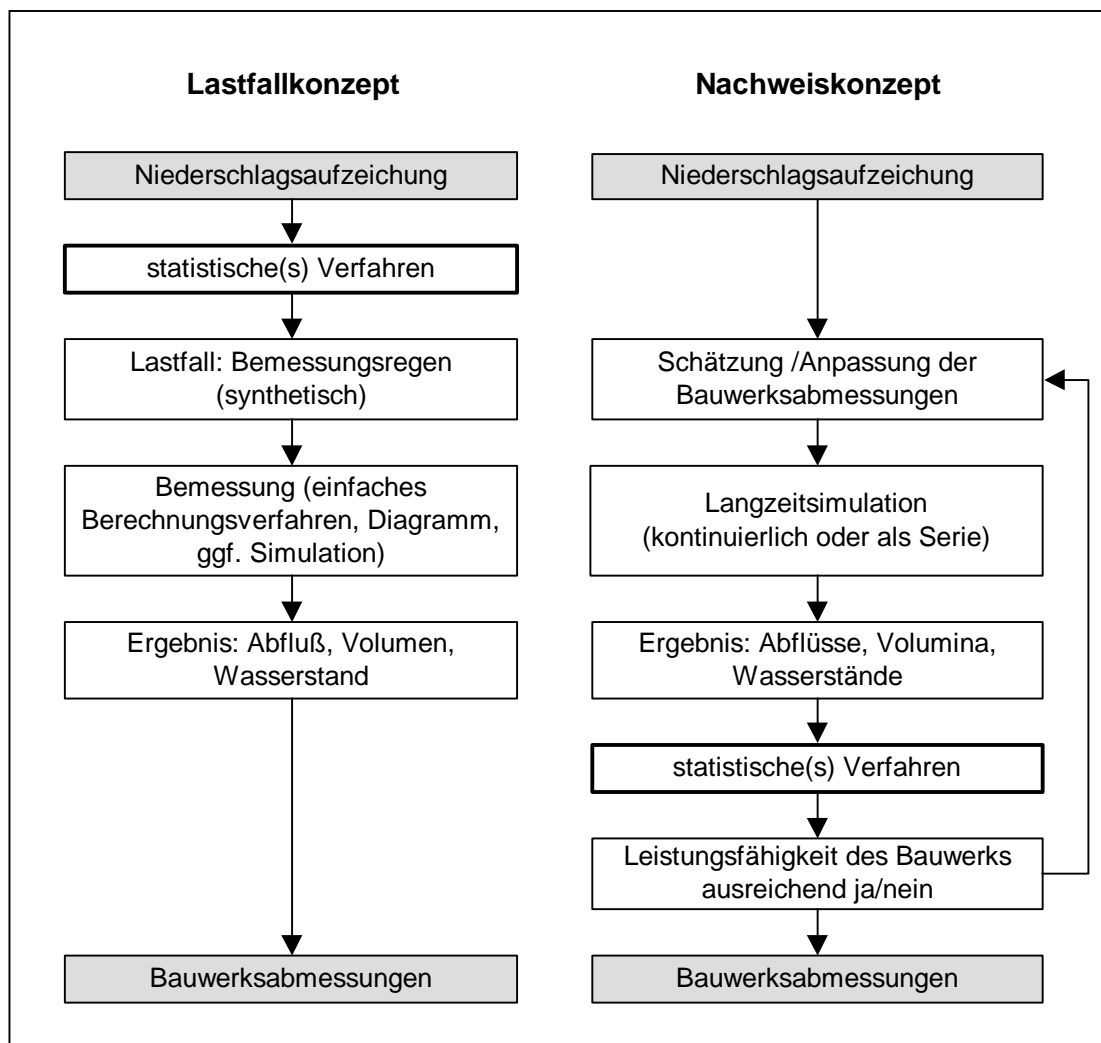 Lastfallkonzept
Niederschlagsaufzeichung
statistische(s) Verfahren
Lastfall: Bemessungsregen
(synthetisch)
Bemessung (einfaches
Berechnungsverfahren, Diagramm,
ggf. Simulation)
Ergebnis: Abfluß, Volumen,
Wasserstand
Bauwerksabmessungen
Nachweiskonzept
Niederschlagsaufzeichung
Schätzung /Anpassung der
Bauwerksabmessungen
Langzeitsimulation
(kontinuierlich oder als Serie)
Ergebnis: Abflüsse, Volumina,
Wasserstände
statistische(s) Verfahren
Leistungsfähigkeit des Bauwerks
ausreichend ja/nein
Bauwerksabmessungen